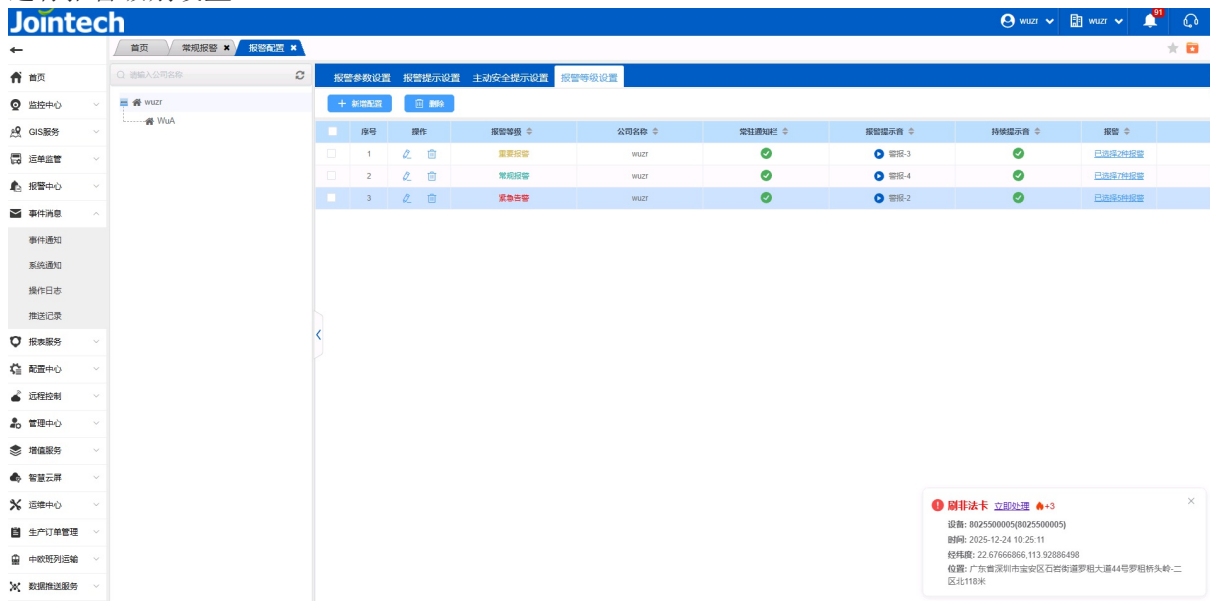 Jointech
wuzr wuzr 91
首页 常规报警 报警配置
首页
监控中心
GIS服务
运单监管
报警中心
事件消息
事件通知
系统通知
操作日志
推送记录
报表服务
配置中心
远程控制
管理中心
增值服务
智慧云屏
运维中心
生产订单管理
中欧班列运输
数据推送服务
请输入公司名称
wuzr
WuA
报警参数设置 报警提示设置 主动安全提示设置 报警等级设置
+ 新增配置 删除
序号 操作 报警等级 公司名称 常驻通知栏 报警提示音 持续提示音 报警
1 重要报警 wuzr 警报-3 已选择2种报警
2 常规报警 wuzr 警报-4 已选择7种报警
3 紧急告警 wuzr 警报-2 已选择5种报警
刷非法卡 立即处理 +3
设备: 8025500005(8025500005)
时间: 2025-12-24 10:25:11
经纬度: 22.67666866,113.92886498
位置: 广东省深圳市宝安区石岩街道罗租大道44号罗租桥头岭-二
区北118米